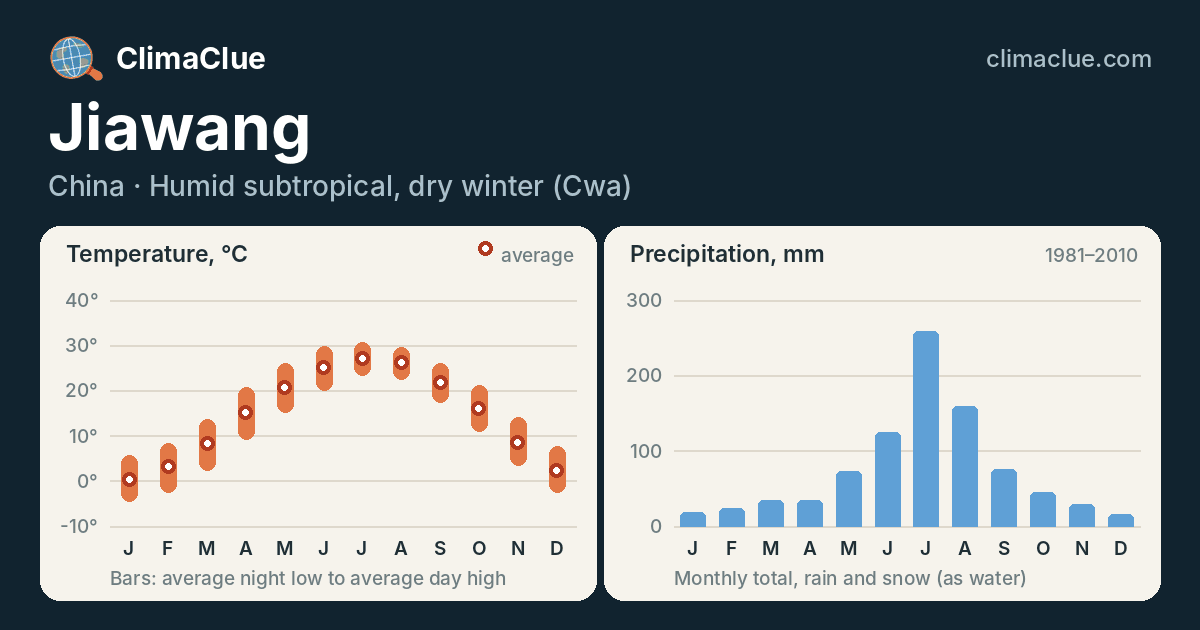 ClimaClue
climaclue.com
Jiawang
China · Humid subtropical, dry winter (Cwa)
Temperature, °C
average
40°
30°
20°
10°
0°
-10°
J F M A M J J A S O N D
Bars: average night low to average day high
Precipitation, mm
1981–2010
300
200
100
0
J F M A M J J A S O N D
Monthly total, rain and snow (as water)